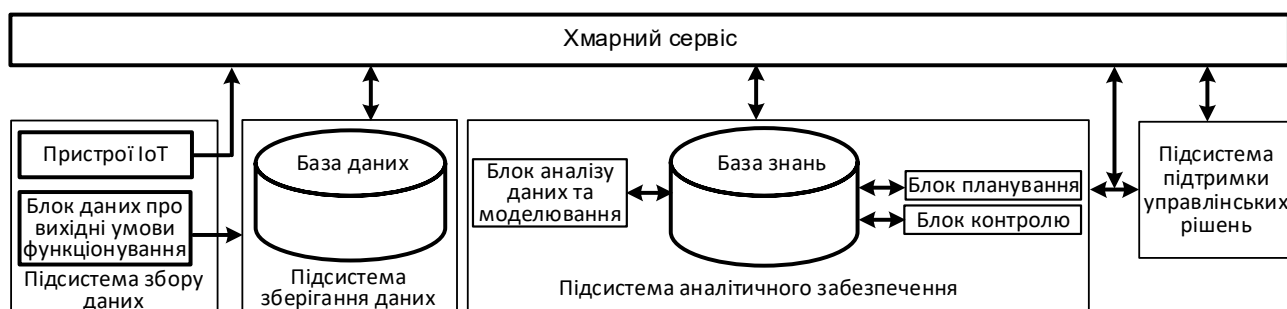 Хмарний сервіс
Пристрої IoT
Блок даних про
вихідні умови
функціонування
Підсистема збору
даних
База даних
Підсистема
зберігання даних
Блок аналізу
даних та
моделювання
База знань
Блок планування
Блок контролю
Підсистема аналітичного забезпечення
Підсистема
підтримки
управлінських
рішень